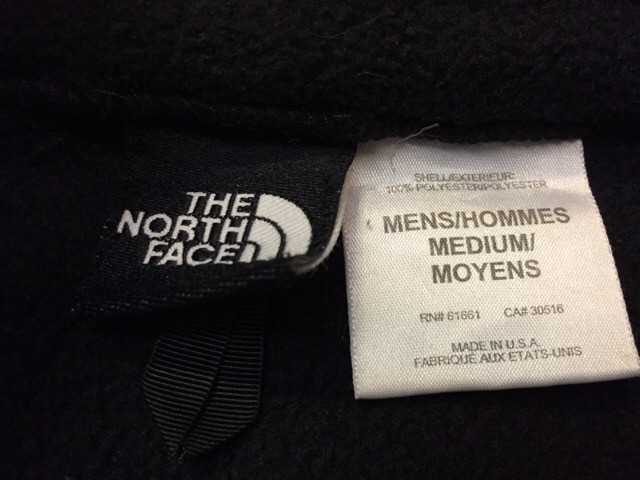 THE
NORTH
FACE
SHELL/EXTERIEUR:
100% POLYESTER/POLYESTER
MENS/HOMMES
MEDIUM/
MOYENS
RN# 61661 CA# 30516
MADE IN U.S.A.
FABRIQUÉ AUX ETATS-UNIS